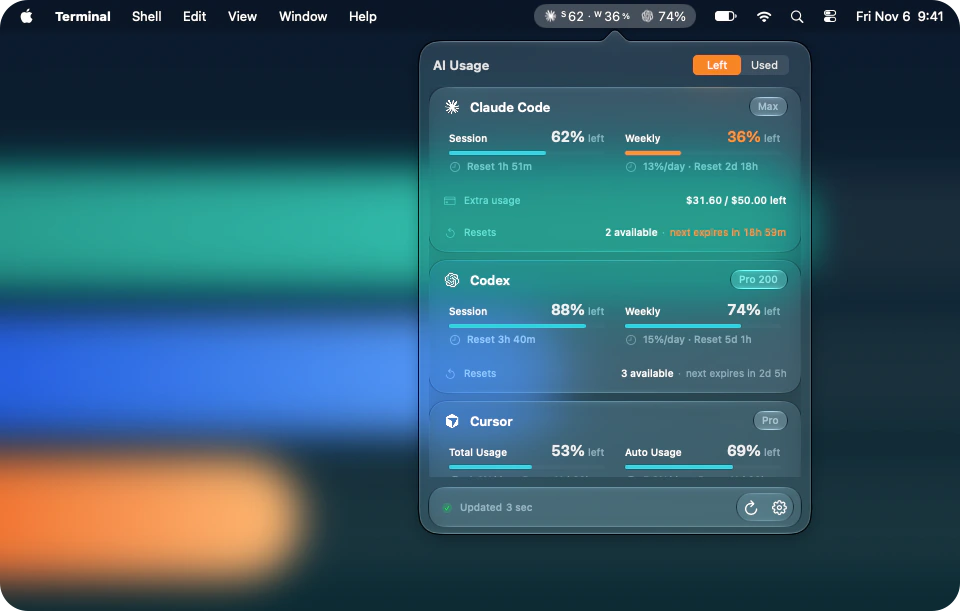 Terminal Shell Edit View Window Help S 62 · W 36 % 74% Fri Nov 6 9:41
AI Usage Left Used
Claude Code Max
Session 62% left Weekly 36% left
Reset 1h 51m 13%/day · Reset 2d 18h
Extra usage $31.60 / $50.00 left
Resets 2 available · next expires in 18h 59m
Codex Pro 200
Session 88% left Weekly 74% left
Reset 3h 40m 15%/day · Reset 5d 1h
Resets 3 available · next expires in 2d 5h
Cursor Pro
Total Usage 53% left Auto Usage 69% left
Updated 3 sec